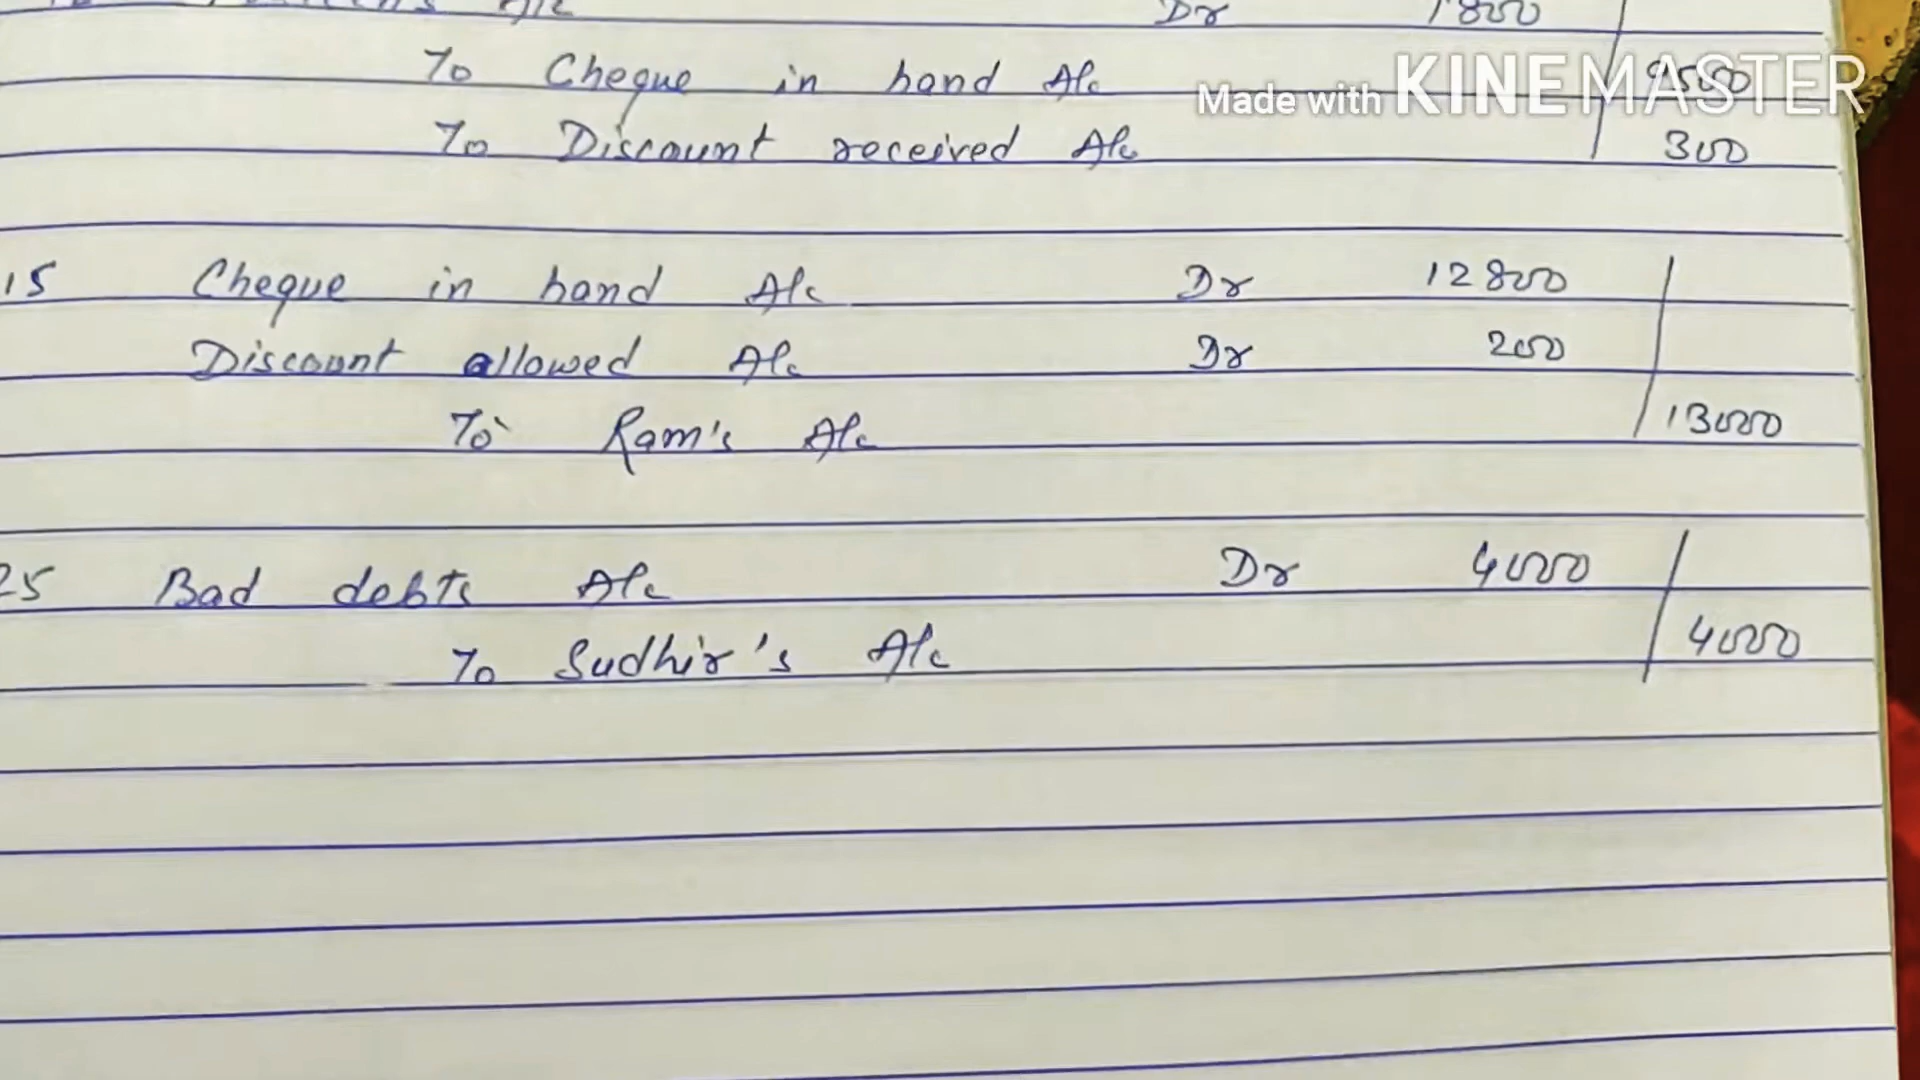 Dr 1800
To Cheque in hand A/c 9500
Made with KINEMASTER
To Discount received A/c 300
15 Cheque in hand A/c Dr 12800
Discount allowed A/c Dr 200
To Ram's A/c 13000
25 Bad debts A/c Dr 4000
To Sudhir's A/c 4000